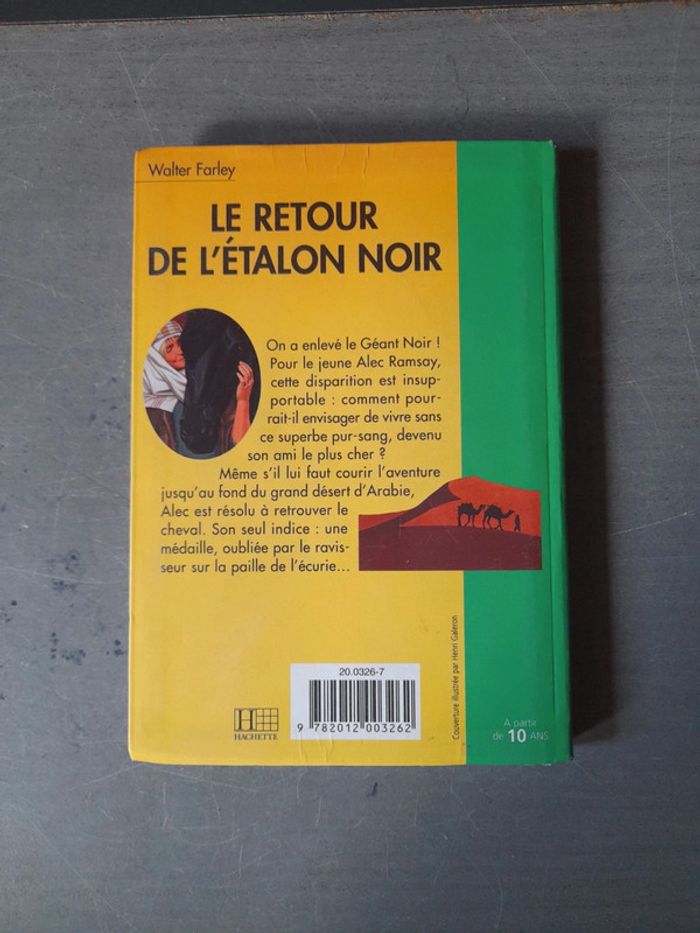 Walter Farley
LE RETOUR
DE L'ÉTALON NOIR
On a enlevé le Géant Noir !
Pour le jeune Alec Ramsay,
cette disparition est insup-
portable : comment pour-
rait-il envisager de vivre sans
ce superbe pur-sang, devenu
son ami le plus cher ?
Même s'il lui faut courir l'aventure
jusqu'au fond du grand désert d'Arabie,
Alec est résolu à retrouver le
cheval. Son seul indice : une
médaille, oubliée par le ravis-
seur sur la paille de l'écurie...
Couverture illustrée par Henri Galeron
20.0326-7
9 782012 003262
H
HACHETTE
A partir
de 10 ANS